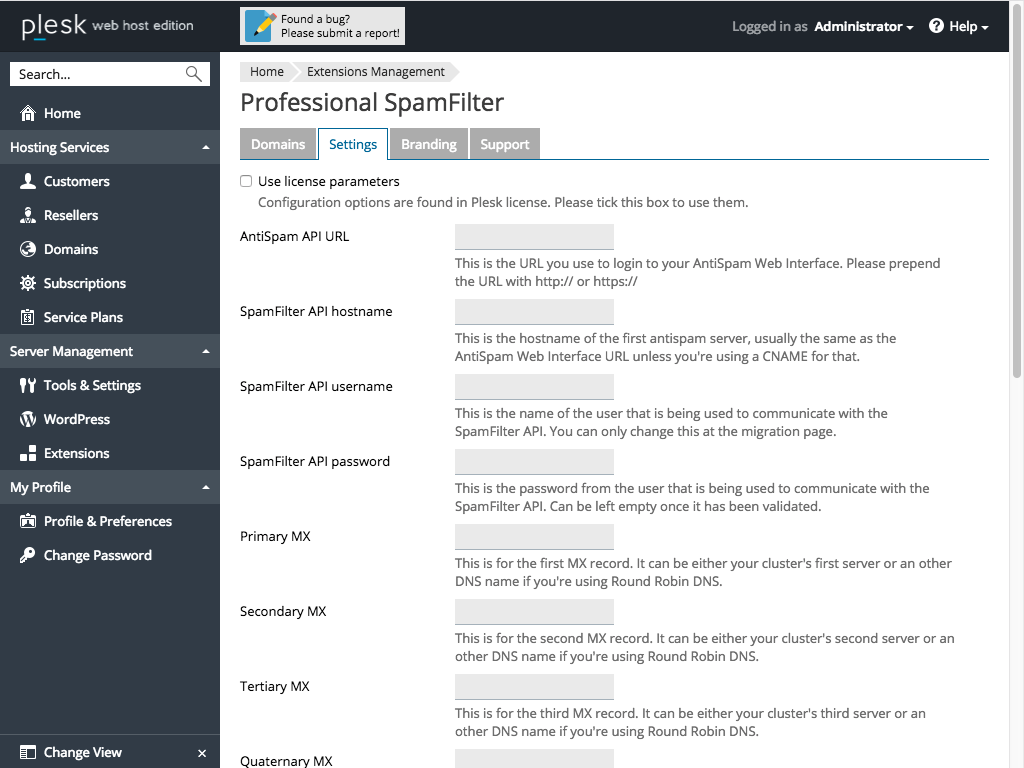 plesk web host edition
Found a bug?
Please submit a report!
Logged in as Administrator
Help
Search...
Home
Hosting Services
Customers
Resellers
Domains
Subscriptions
Service Plans
Server Management
Tools & Settings
WordPress
Extensions
My Profile
Profile & Preferences
Change Password
Change View
Home
Extensions Management
Professional SpamFilter
Domains
Settings
Branding
Support
Use license parameters
Configuration options are found in Plesk license. Please tick this box to use them.
AntiSpam API URL
This is the URL you use to login to your AntiSpam Web Interface. Please prepend
the URL with http:// or https://
SpamFilter API hostname
This is the hostname of the first antispam server, usually the same as the
AntiSpam Web Interface URL unless you're using a CNAME for that.
SpamFilter API username
This is the name of the user that is being used to communicate with the
SpamFilter API. You can only change this at the migration page.
SpamFilter API password
This is the password from the user that is being used to communicate with the
SpamFilter API. Can be left empty once it has been validated.
Primary MX
This is for the first MX record. It can be either your cluster's first server or an other
DNS name if you're using Round Robin DNS.
Secondary MX
This is for the second MX record. It can be either your cluster's second server or an
other DNS name if you're using Round Robin DNS.
Tertiary MX
This is for the third MX record. It can be either your cluster's third server or an
other DNS name if you're using Round Robin DNS.
Quaternary MX